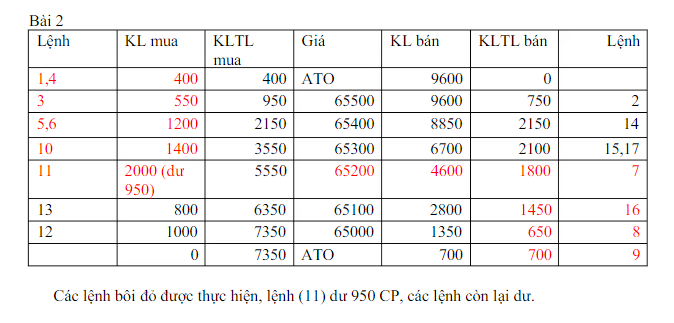 Bài 2
Lệnh KL mua KLTL mua Giá KL bán KLTL bán Lệnh
1,4 400 400 ATO 9600 0
3 550 950 65500 9600 750 2
5,6 1200 2150 65400 8850 2150 14
10 1400 3550 65300 6700 2100 15,17
11 2000 (dư 950) 5550 65200 4600 1800 7
13 800 6350 65100 2800 1450 16
12 1000 7350 65000 1350 650 8
0 7350 ATO 700 700 9
Các lệnh bôi đỏ được thực hiện, lệnh (11) dư 950 CP, các lệnh còn lại dư.